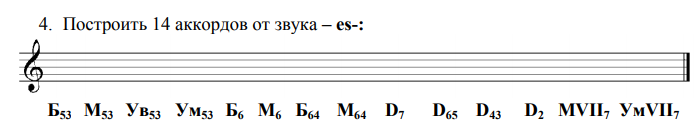 4. Построить 14 аккордов от звука – es-:
Б53 М53 Ув53 Ум53 Б6 М6 Б64 М64 D7 D65 D43 D2 МVII7 УмVII7